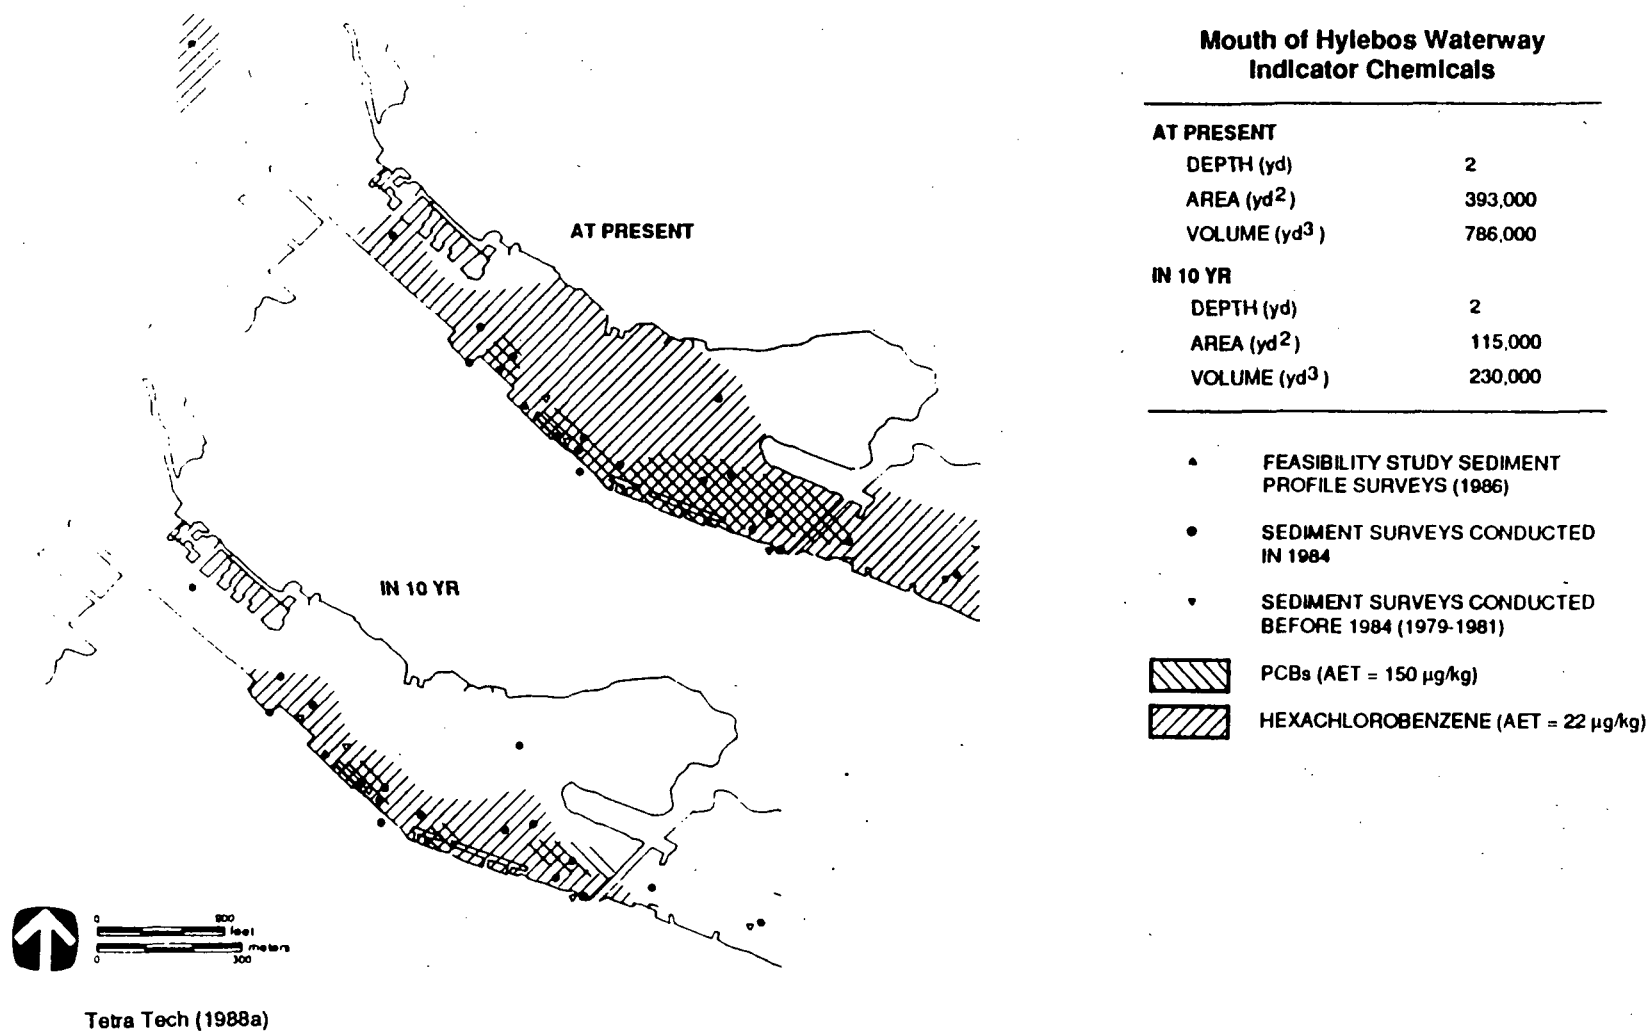 Mouth of Hylebos Waterway
Indicator Chemicals
AT PRESENT
DEPTH (yd) 2
AREA (yd2) 393,000
VOLUME (yd3) 786,000
IN 10 YR
DEPTH (yd) 2
AREA (yd2) 115,000
VOLUME (yd3) 230,000
FEASIBILITY STUDY SEDIMENT
PROFILE SURVEYS (1986)
SEDIMENT SURVEYS CONDUCTED
IN 1984
SEDIMENT SURVEYS CONDUCTED
BEFORE 1984 (1979-1981)
PCBs (AET = 150 µg/kg)
HEXACHLOROBENZENE (AET = 22 µg/kg)
AT PRESENT
IN 10 YR
0
feet
meters
0 300
Tetra Tech (1988a)